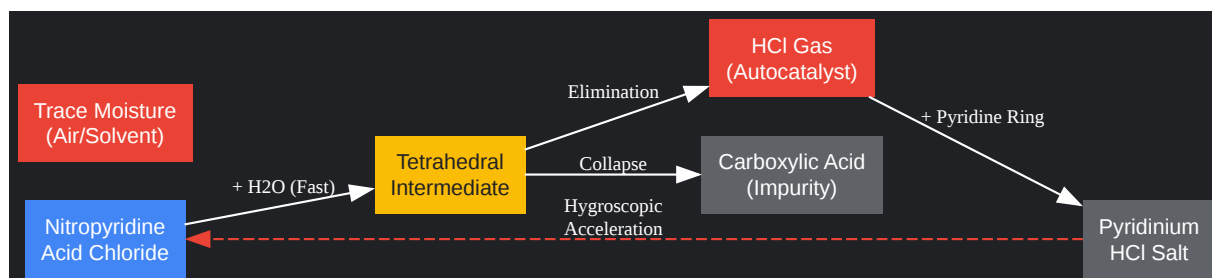 Trace Moisture
(Air/Solvent)
Nitropyridine
Acid Chloride
+ H2O (Fast)
Tetrahedral
Intermediate
Elimination
Collapse
Hygroscopic
Acceleration
HCl Gas
(Autocatalyst)
Carboxylic Acid
(Impurity)
+ Pyridine Ring
Pyridinium
HCl Salt